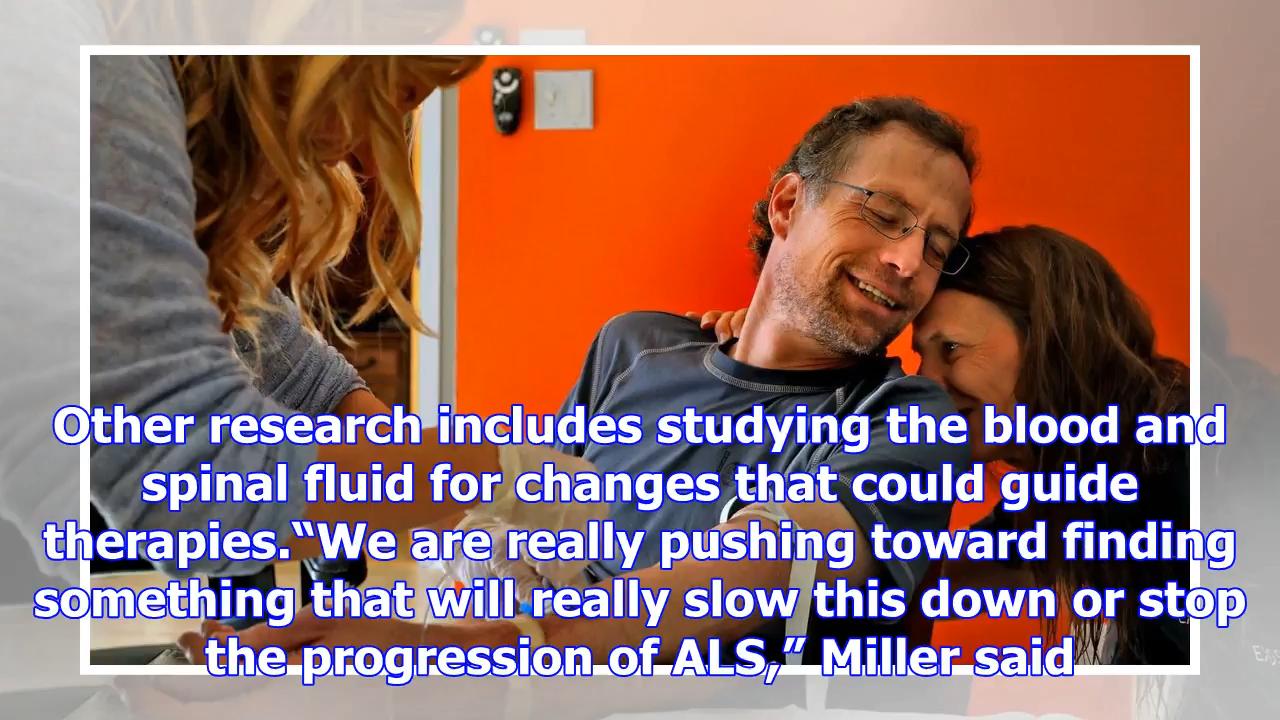 Other research includes studying the blood and
spinal fluid for changes that could guide
therapies.“We are really pushing toward finding
something that will really slow this down or stop
the progression of ALS,” Miller said